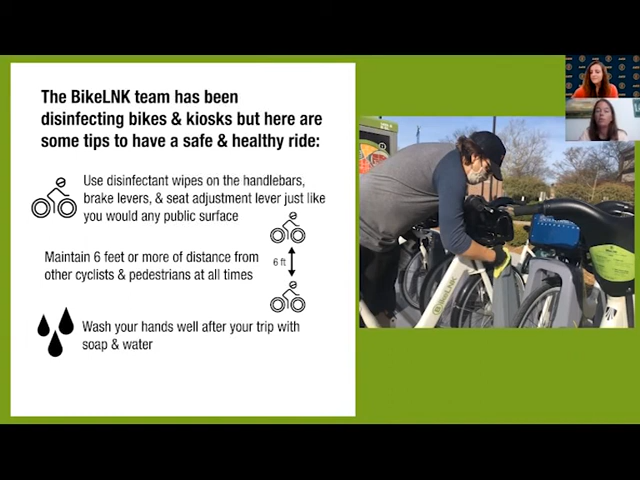 The BikeLNK team has been
disinfecting bikes & kiosks but here are
some tips to have a safe & healthy ride:
Use disinfectant wipes on the handlebars,
brake levers, & seat adjustment lever just like
you would any public surface
Maintain 6 feet or more of distance from
other cyclists & pedestrians at all times
6 ft
Wash your hands well after your trip with
soap & water
BikeLNK